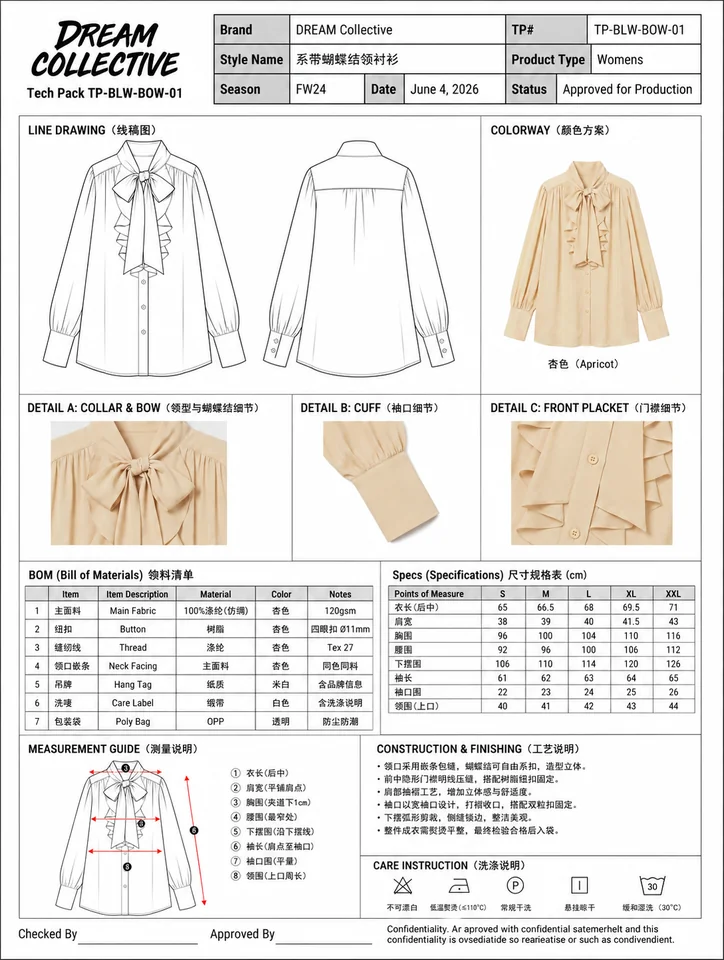 DREAM
COLLECTIVE
Tech Pack TP-BLW-BOW-01
Brand DREAM Collective TP# TP-BLW-BOW-01
Style Name 系带蝴蝶结领衬衫 Product Type Womens
Season FW24 Date June 4, 2026 Status Approved for Production
LINE DRAWING（线稿图）
COLORWAY（颜色方案）
杏色（Apricot）
DETAIL A: COLLAR & BOW（领型与蝴蝶结细节）
DETAIL B: CUFF（袖口细节）
DETAIL C: FRONT PLACKET（门襟细节）
BOM (Bill of Materials) 领料清单
Item Item Description Material Color Notes
1 主面料 Main Fabric 100%涤纶(仿绸) 杏色 120gsm
2 纽扣 Button 树脂 杏色 四眼扣 Ø11mm
3 缝纫线 Thread 涤纶 杏色 Tex 27
4 领口嵌条 Neck Facing 主面料 杏色 同色同料
5 吊牌 Hang Tag 纸质 米白 含品牌信息
6 洗唛 Care Label 缎带 白色 含洗涤说明
7 包装袋 Poly Bag OPP 透明 防尘防潮
Specs (Specifications) 尺寸规格表 (cm)
Points of Measure S M L XL XXL
衣长(后中) 65 66.5 68 69.5 71
肩宽 38 39 40 41.5 43
胸围 96 100 104 110 116
腰围 92 96 100 106 112
下摆围 106 110 114 120 126
袖长 61 62 63 64 65
袖口围 22 23 24 25 26
领围(上口) 40 41 42 43 44
MEASUREMENT GUIDE（测量说明）
3
6
8
① 衣长(后中)
② 肩宽(平铺肩点)
③ 胸围(夹道下1cm)
④ 腰围(最窄处)
⑤ 下摆围(沿下摆线)
⑥ 袖长(肩点至袖口)
⑦ 袖口围(平量)
⑧ 领围(上口周长)
CONSTRUCTION & FINISHING（工艺说明）
• 领口采用嵌条包缝，蝴蝶结可自由系扣，造型立体。
• 前中隐形门襟明线压缝，搭配树脂纽扣固定。
• 肩部抽褶工艺，增加立体感与舒适度。
• 袖口以宽袖口设计，打褶收口，搭配双粒扣固定。
• 下摆弧形剪裁，侧缝锁边，整洁美观。
• 整件成衣需熨烫平整，最终检验合格后入袋。
CARE INSTRUCTION（洗涤说明）
P
30
不可漂白 低温熨烫(≤110°C) 常规干洗 悬挂晾干 缓和湿洗（30°C）
Checked By
Approved By
Confidentiality. Ar aproved with confidential satemerhelt and this
confidentiality is ovsediatide so rearieatise or such as condivendient.